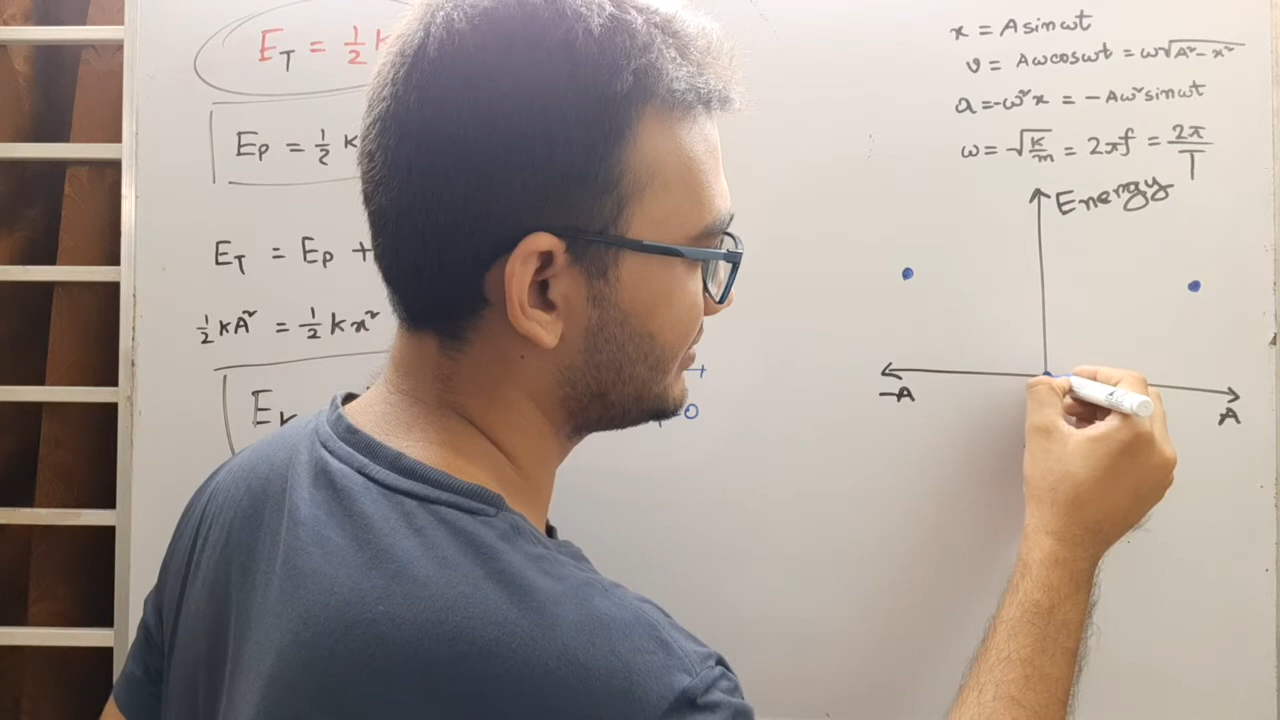 E_T = ½ k
E_P = ½ k
E_T = E_P +
½ kA² = ½ kx²
E
0
x = A sin ωt
v = Aω cos ωt = ω√(A² - x²)
a = -ω²x = -Aω² sin ωt
ω = √(k/m) = 2πf = 2π/T
Energy
-A
A